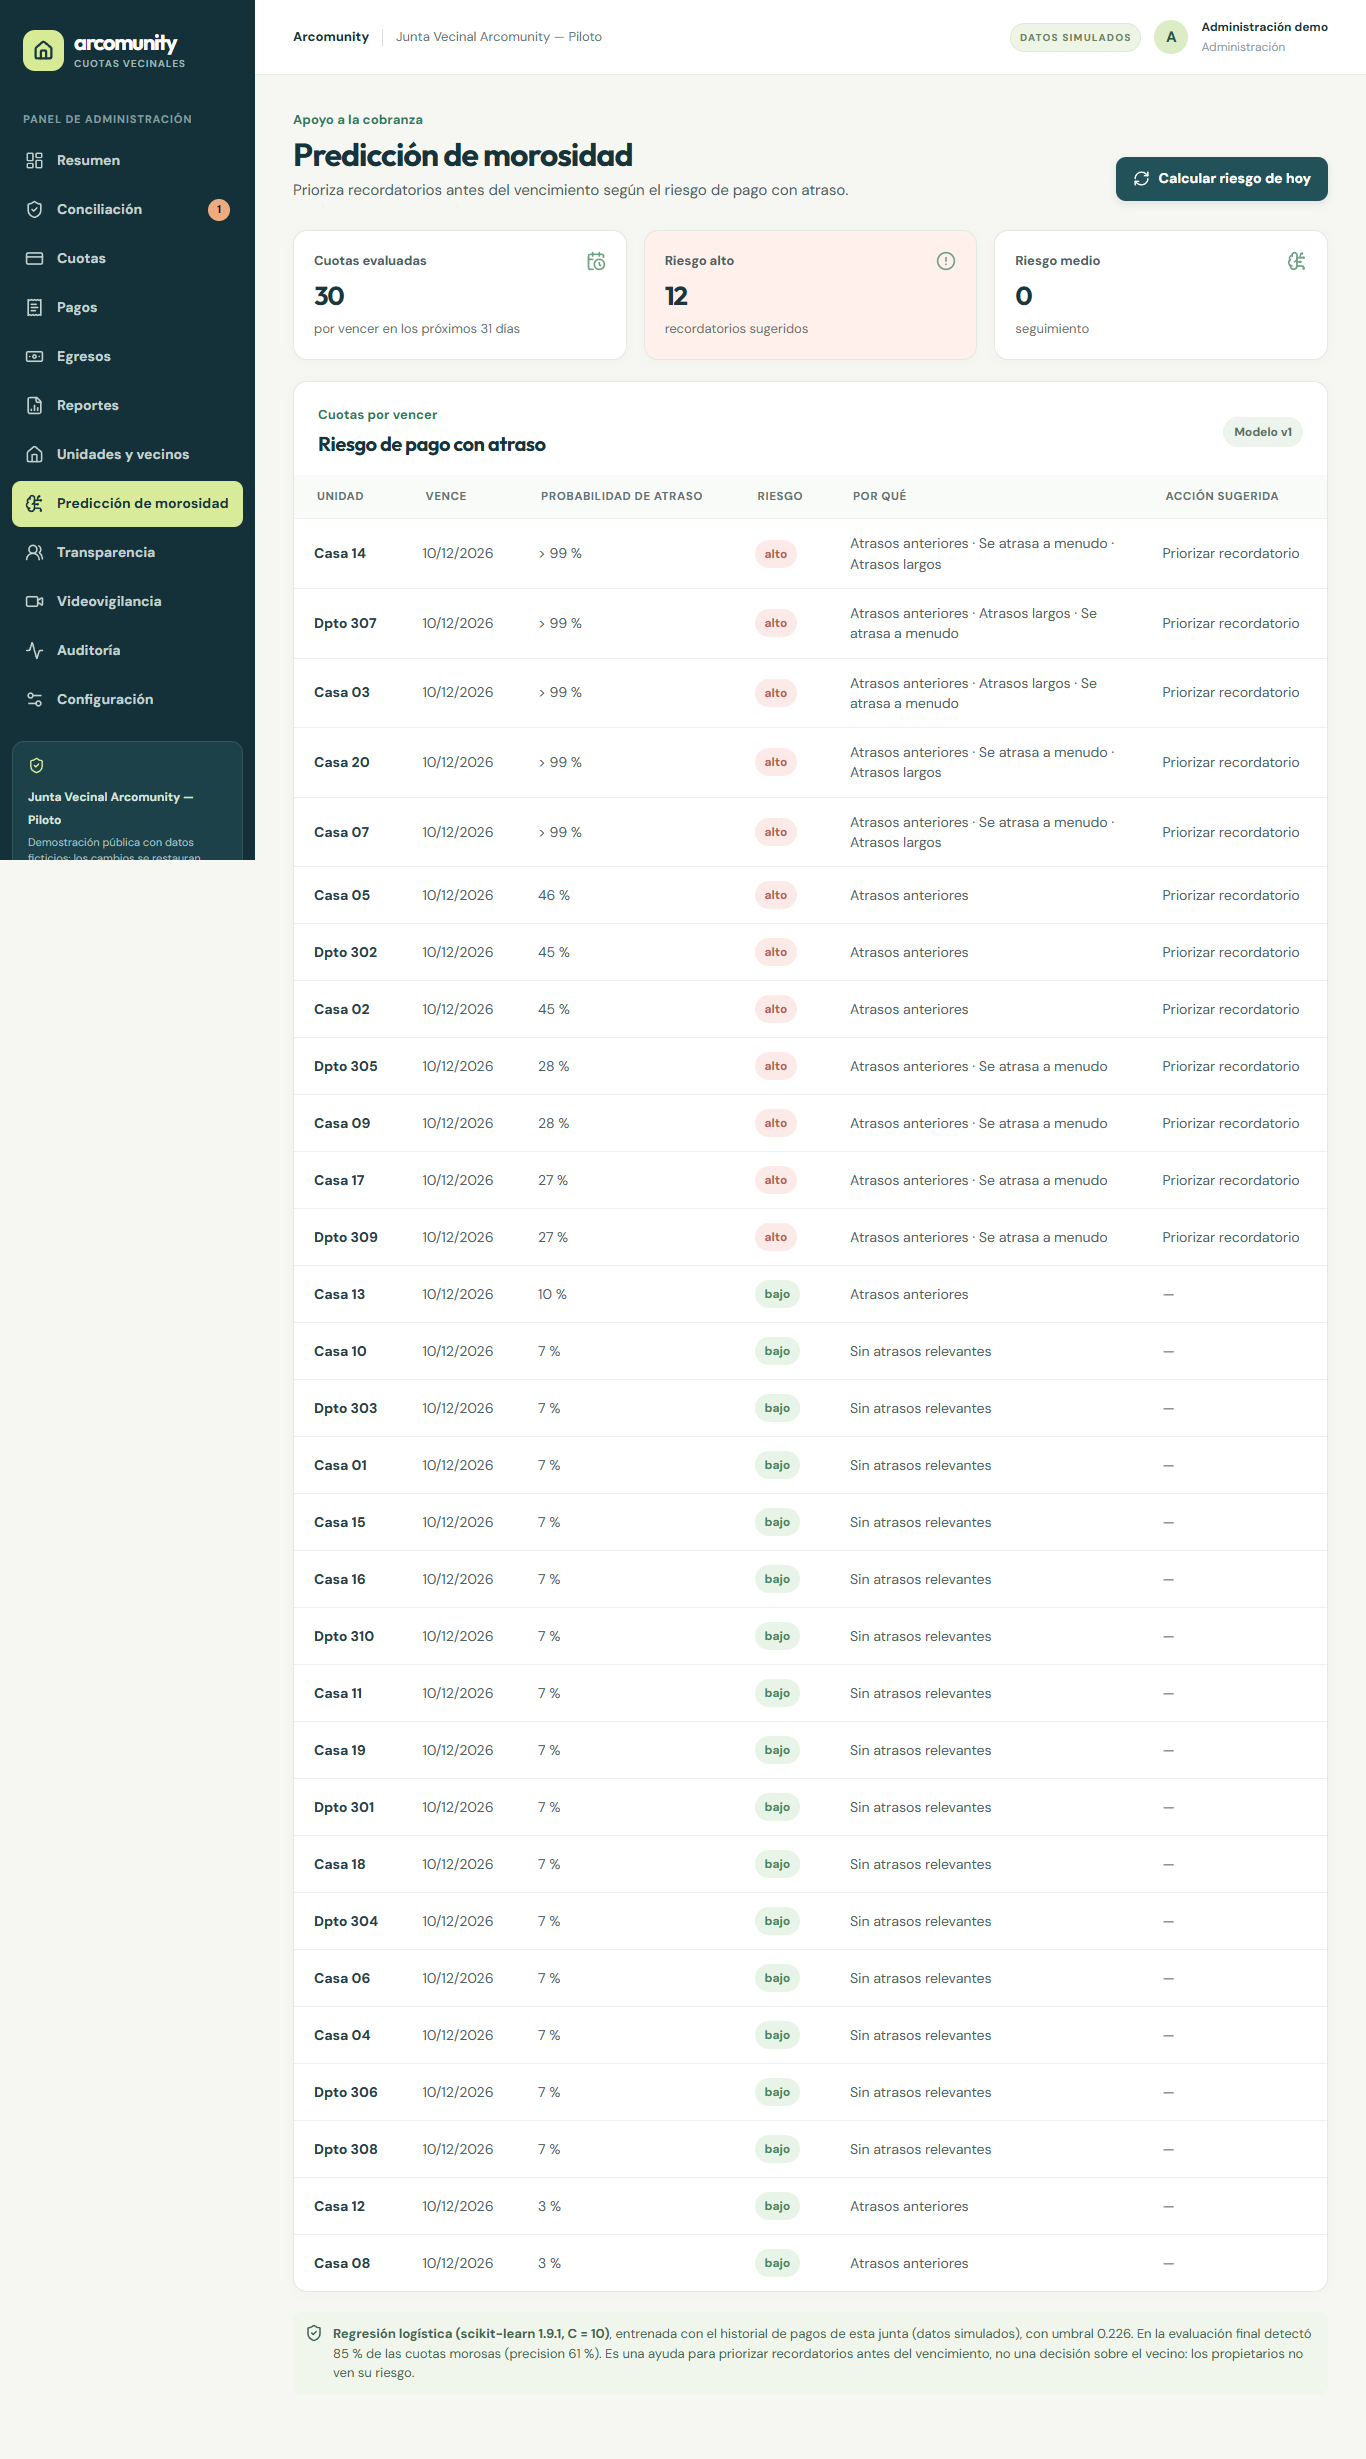 arcomunity
CUOTAS VECINALES
PANEL DE ADMINISTRACIÓN
Resumen
Conciliación 1
Cuotas
Pagos
Egresos
Reportes
Unidades y vecinos
Predicción de morosidad
Transparencia
Videovigilancia
Auditoría
Configuración
Junta Vecinal Arcomunity —
Piloto
Demostración pública con datos
ficticios; los cambios se restauran
Arcomunity Junta Vecinal Arcomunity — Piloto
DATOS SIMULADOS
A
Administración demo
Administración
Apoyo a la cobranza
Predicción de morosidad
Prioriza recordatorios antes del vencimiento según el riesgo de pago con atraso.
Calcular riesgo de hoy
Cuotas evaluadas
30
por vencer en los próximos 31 días
Riesgo alto
12
recordatorios sugeridos
Riesgo medio
0
seguimiento
Cuotas por vencer
Riesgo de pago con atraso
Modelo v1
UNIDAD VENCE PROBABILIDAD DE ATRASO RIESGO POR QUÉ ACCIÓN SUGERIDA
Casa 14 10/12/2026 > 99 % alto Atrasos anteriores · Se atrasa a menudo · Priorizar recordatorio
Atrasos largos
Dpto 307 10/12/2026 > 99 % alto Atrasos anteriores · Atrasos largos · Se Priorizar recordatorio
atrasa a menudo
Casa 03 10/12/2026 > 99 % alto Atrasos anteriores · Atrasos largos · Se Priorizar recordatorio
atrasa a menudo
Casa 20 10/12/2026 > 99 % alto Atrasos anteriores · Se atrasa a menudo · Priorizar recordatorio
Atrasos largos
Casa 07 10/12/2026 > 99 % alto Atrasos anteriores · Se atrasa a menudo · Priorizar recordatorio
Atrasos largos
Casa 05 10/12/2026 46 % alto Atrasos anteriores Priorizar recordatorio
Dpto 302 10/12/2026 45 % alto Atrasos anteriores Priorizar recordatorio
Casa 02 10/12/2026 45 % alto Atrasos anteriores Priorizar recordatorio
Dpto 305 10/12/2026 28 % alto Atrasos anteriores · Se atrasa a menudo Priorizar recordatorio
Casa 09 10/12/2026 28 % alto Atrasos anteriores · Se atrasa a menudo Priorizar recordatorio
Casa 17 10/12/2026 27 % alto Atrasos anteriores · Se atrasa a menudo Priorizar recordatorio
Dpto 309 10/12/2026 27 % alto Atrasos anteriores · Se atrasa a menudo Priorizar recordatorio
Casa 13 10/12/2026 10 % bajo Atrasos anteriores —
Casa 10 10/12/2026 7 % bajo Sin atrasos relevantes —
Dpto 303 10/12/2026 7 % bajo Sin atrasos relevantes —
Casa 01 10/12/2026 7 % bajo Sin atrasos relevantes —
Casa 15 10/12/2026 7 % bajo Sin atrasos relevantes —
Casa 16 10/12/2026 7 % bajo Sin atrasos relevantes —
Dpto 310 10/12/2026 7 % bajo Sin atrasos relevantes —
Casa 11 10/12/2026 7 % bajo Sin atrasos relevantes —
Casa 19 10/12/2026 7 % bajo Sin atrasos relevantes —
Dpto 301 10/12/2026 7 % bajo Sin atrasos relevantes —
Casa 18 10/12/2026 7 % bajo Sin atrasos relevantes —
Dpto 304 10/12/2026 7 % bajo Sin atrasos relevantes —
Casa 06 10/12/2026 7 % bajo Sin atrasos relevantes —
Casa 04 10/12/2026 7 % bajo Sin atrasos relevantes —
Dpto 306 10/12/2026 7 % bajo Sin atrasos relevantes —
Dpto 308 10/12/2026 7 % bajo Sin atrasos relevantes —
Casa 12 10/12/2026 3 % bajo Atrasos anteriores —
Casa 08 10/12/2026 3 % bajo Atrasos anteriores —
Regresión logística (scikit-learn 1.9.1, C = 10), entrenada con el historial de pagos de esta junta (datos simulados), con umbral 0.226. En la evaluación final detectó
85 % de las cuotas morosas (precision 61 %). Es una ayuda para priorizar recordatorios antes del vencimiento, no una decisión sobre el vecino: los propietarios no
ven su riesgo.